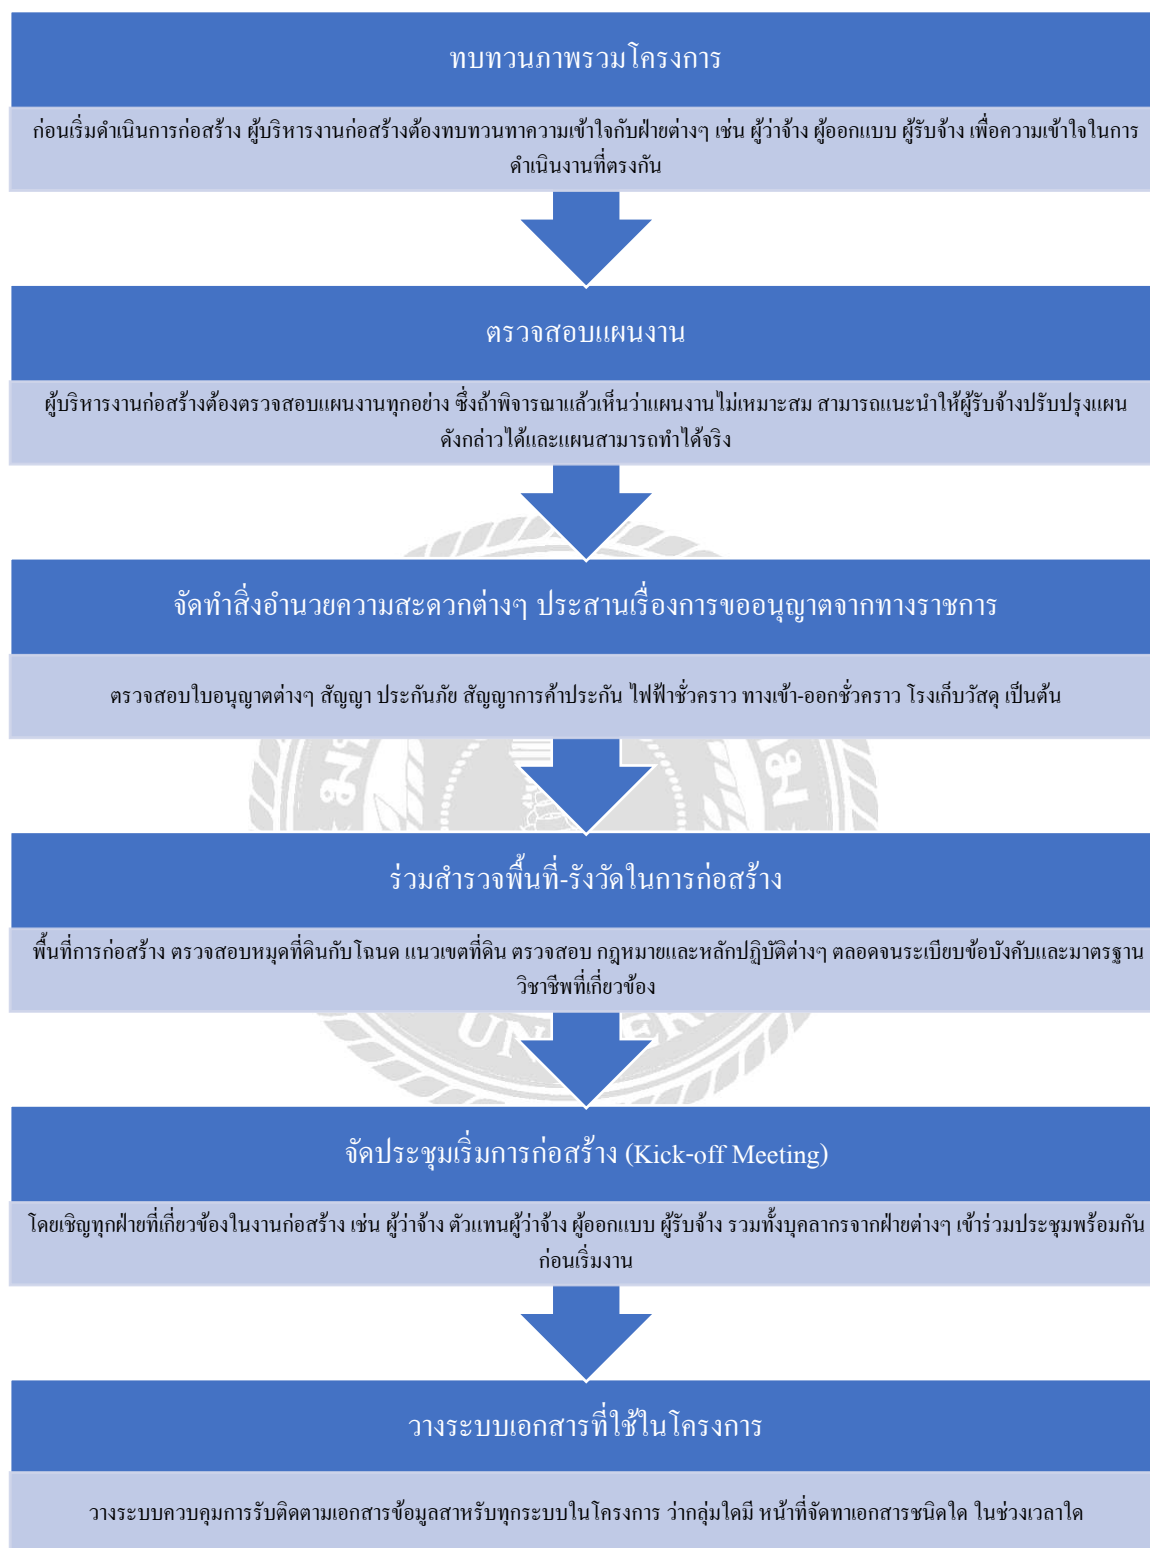 ทบทวนภาพรวมโครงการ
ก่อนเริ่มดำเนินการก่อสร้าง ผู้บริหารงานก่อสร้างต้องทบทวนทาความเข้าใจกับฝ่ายต่างๆ เช่น ผู้ว่าจ้าง ผู้ออกแบบ ผู้รับจ้าง เพื่อความเข้าใจในการ
ดำเนินงานที่ตรงกัน
ตรวจสอบแผนงาน
ผู้บริหารงานก่อสร้างต้องตรวจสอบแผนงานทุกอย่าง ซึ่งถ้าพิจารณาแล้วเห็นว่าแผนงานไม่เหมาะสม สามารถแนะนำให้ผู้รับจ้างปรับปรุงแผน
ดังกล่าวได้และแผนสามารถทำได้จริง
จัดทำสิ่งอำนวยความสะดวกต่างๆ ประสานเรื่องการขออนุญาตจากทางราชการ
ตรวจสอบใบอนุญาตต่างๆ สัญญา ประกันภัย สัญญาการค้าประกัน ไฟฟ้าชั่วคราว ทางเข้า-ออกชั่วคราว โรงเก็บวัสดุ เป็นต้น
ร่วมสำรวจพื้นที่-รังวัดในการก่อสร้าง
พื้นที่การก่อสร้าง ตรวจสอบหมุดที่ดินกับโฉนด แนวเขตที่ดิน ตรวจสอบ กฎหมายและหลักปฏิบัติต่างๆ ตลอดจนระเบียบข้อบังคับและมาตรฐาน
วิชาชีพที่เกี่ยวข้อง
UN
ER
จัดประชุมเริ่มการก่อสร้าง (Kick-off Meeting)
โดยเชิญทุกฝ่ายที่เกี่ยวข้องในงานก่อสร้าง เช่น ผู้ว่าจ้าง ตัวแทนผู้ว่าจ้าง ผู้ออกแบบ ผู้รับจ้าง รวมทั้งบุคลากรจากฝ่ายต่างๆ เข้าร่วมประชุมพร้อมกัน
ก่อนเริ่มงาน
วางระบบเอกสารที่ใช้ในโครงการ
วางระบบควบคุมการรับติดตามเอกสารข้อมูลสาหรับทุกระบบในโครงการ ว่ากลุ่มใดมี หน้าที่จัดทาเอกสารชนิดใด ในช่วงเวลาใด